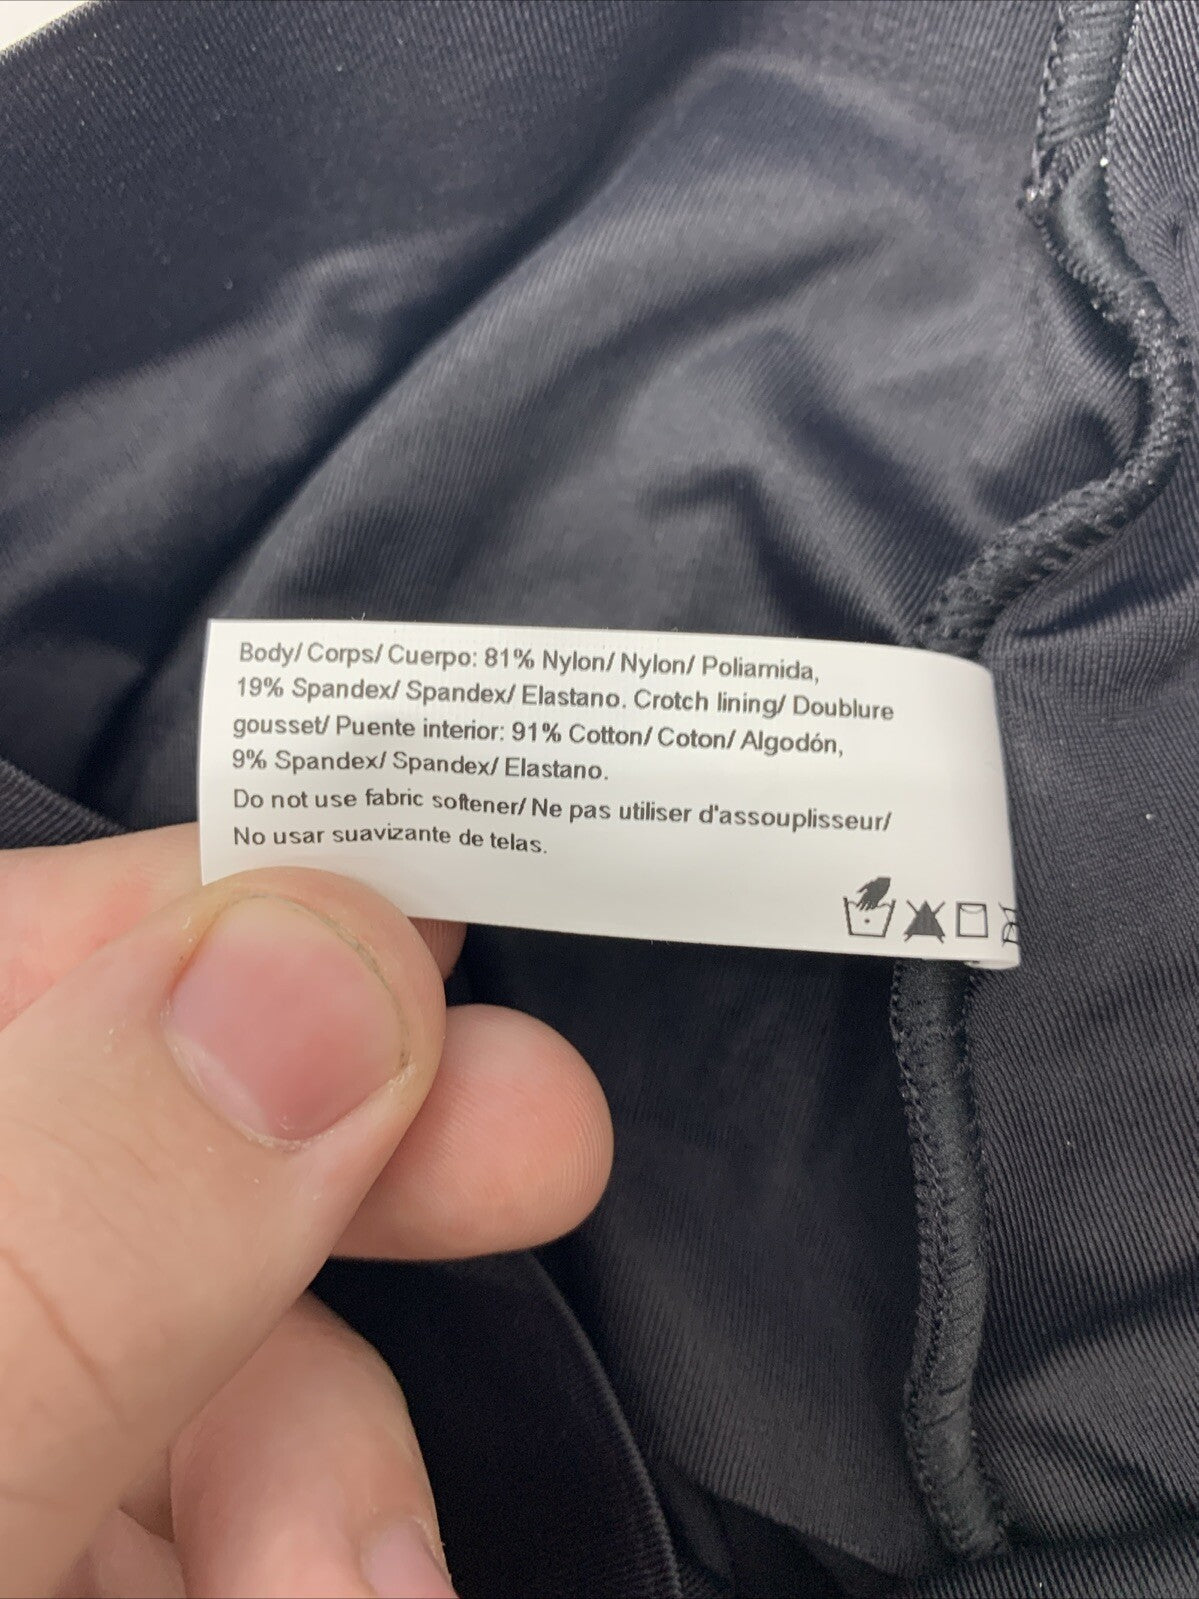 Body/ Corps/ Cuerpo: 81% Nylon/ Nylon/ Poliamida,
19% Spandex/ Spandex/ Elastano. Crotch lining/ Doublure
gousset/ Puente interior: 91% Cotton/ Coton/ Algodón,
9% Spandex/ Spandex/ Elastano.
Do not use fabric softener/ Ne pas utiliser d'assouplisseur/
No usar suavizante de telas.